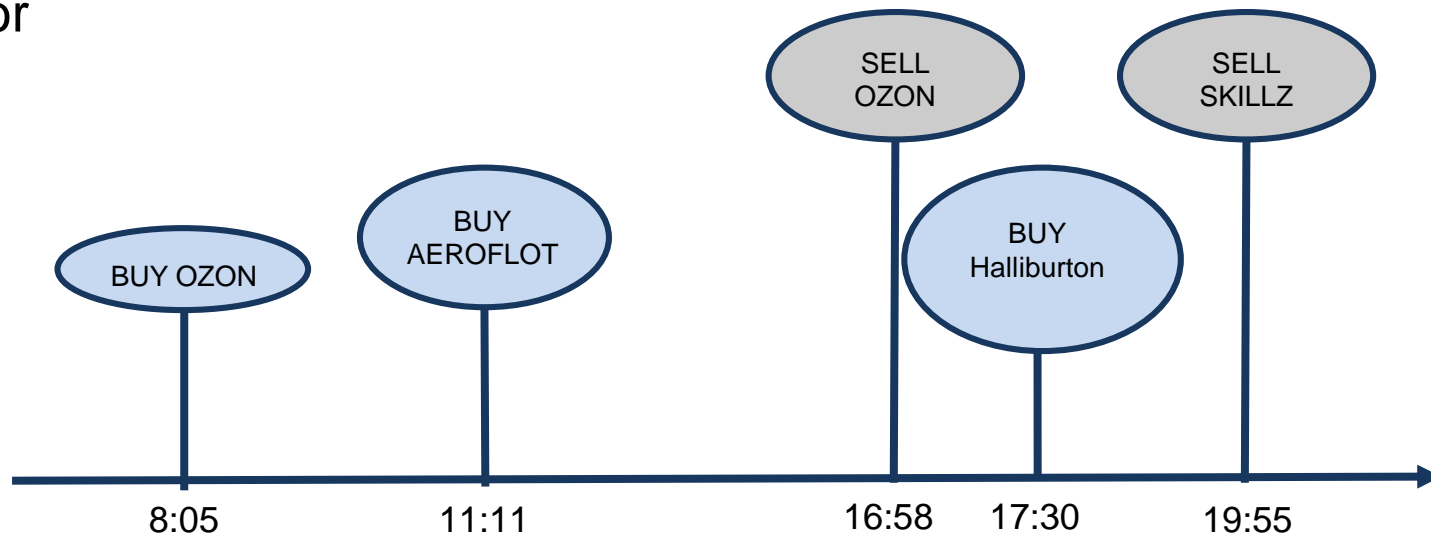 or
SELL
OZON
SELL
SKILLZ
BUY OZON
BUY
AEROFLOT
BUY
Halliburton
8:05
11:11
16:58
17:30
19:55